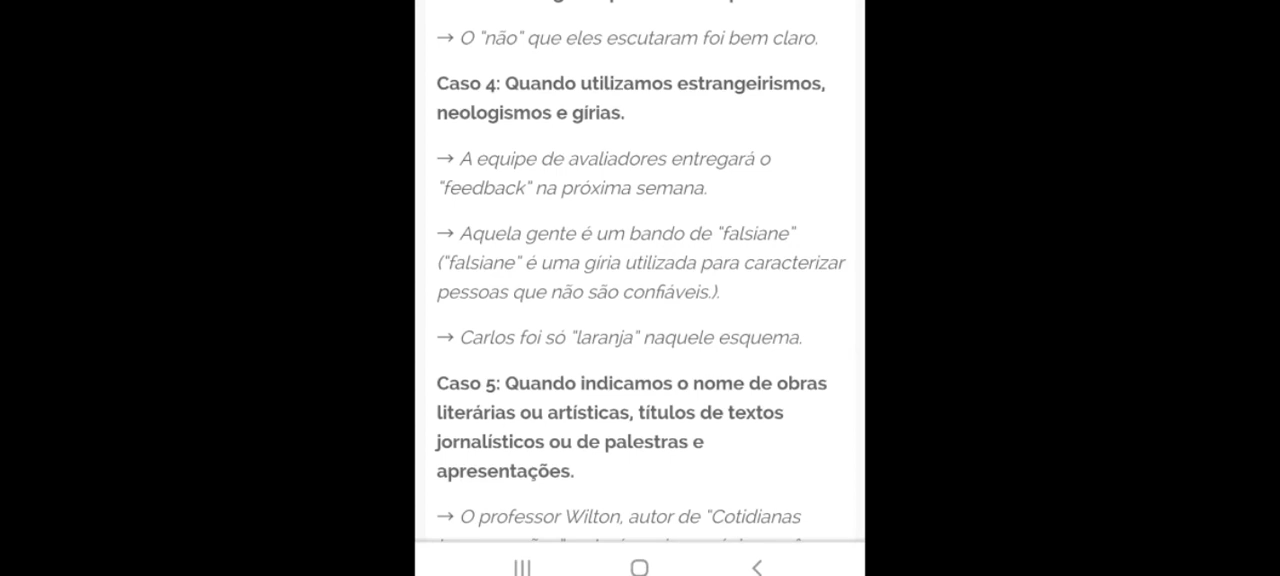 → O "não" que eles escutaram foi bem claro.
Caso 4: Quando utilizamos estrangeirismos,
neologismos e gírias.
→ A equipe de avaliadores entregará o
"feedback" na próxima semana.
→ Aquela gente é um bando de "falsiane"
("falsiane" é uma gíria utilizada para caracterizar
pessoas que não são confiáveis.).
→ Carlos foi só "laranja" naquele esquema.
Caso 5: Quando indicamos o nome de obras
literárias ou artísticas, títulos de textos
jornalísticos ou de palestras e
apresentações.
→ O professor Wilton, autor de "Cotidianas